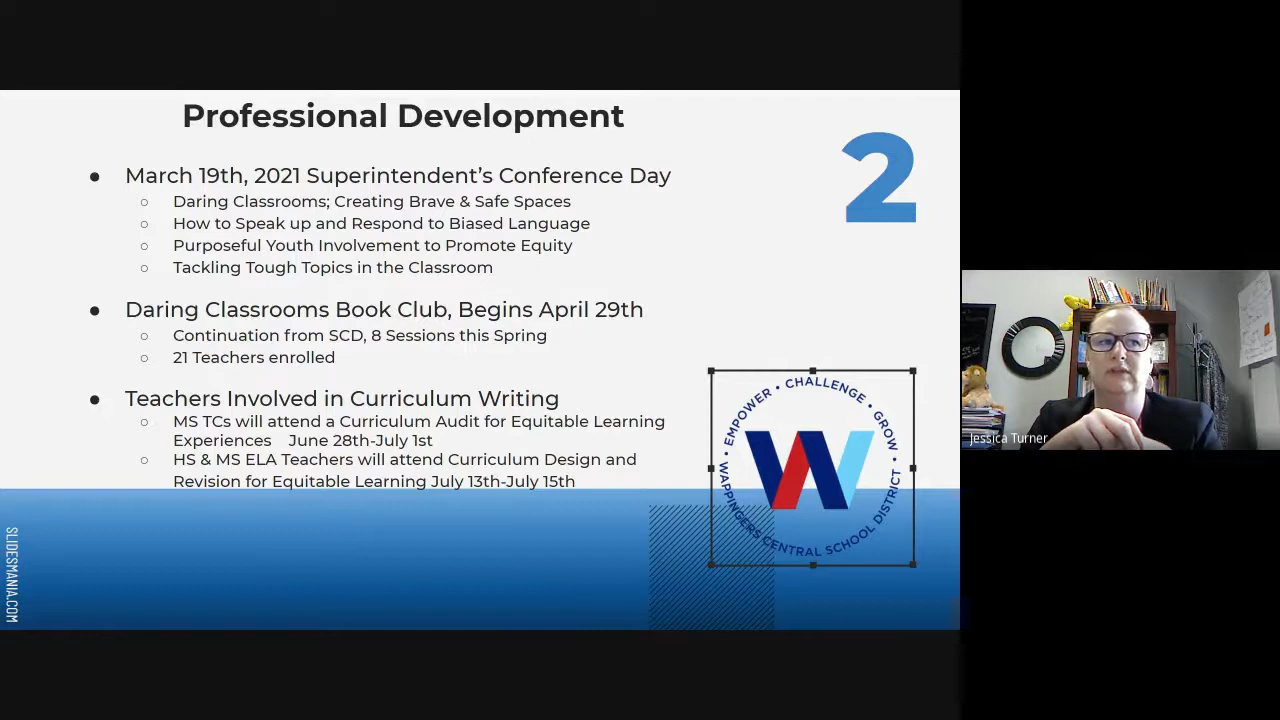 Professional Development
2
● March 19th, 2021 Superintendent's Conference Day
○ Daring Classrooms; Creating Brave & Safe Spaces
○ How to Speak up and Respond to Biased Language
○ Purposeful Youth Involvement to Promote Equity
○ Tackling Tough Topics in the Classroom
● Daring Classrooms Book Club, Begins April 29th
○ Continuation from SCD, 8 Sessions this Spring
○ 21 Teachers enrolled
● Teachers Involved in Curriculum Writing
○ MS TCs will attend a Curriculum Audit for Equitable Learning
Experiences June 28th-July 1st
○ HS & MS ELA Teachers will attend Curriculum Design and
Revision for Equitable Learning July 13th-July 15th
• EMPOWER • CHALLENGE • GROW •
WAPPINGERS CENTRAL SCHOOL DISTRICT
W
SLIDESMANIA.COM
Jessica Turner